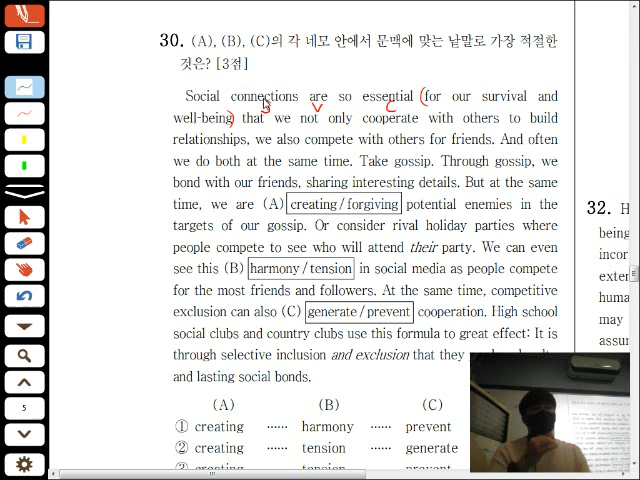 30. (A), (B), (C)의 각 네모 안에서 문맥에 맞는 낱말로 가장 적절한
것은? [3점]
Social connections are so essential (for our survival and
S V C
well-being) that we not only cooperate with others to build
relationships, we also compete with others for friends. And often
we do both at the same time. Take gossip. Through gossip, we
bond with our friends, sharing interesting details. But at the same
time, we are (A) creating / forgiving potential enemies in the
targets of our gossip. Or consider rival holiday parties where
people compete to see who will attend their party. We can even
see this (B) harmony / tension in social media as people compete
for the most friends and followers. At the same time, competitive
exclusion can also (C) generate / prevent cooperation. High school
social clubs and country clubs use this formula to great effect: It is
through selective inclusion and exclusion that they
and lasting social bonds.
(A) (B) (C)
① creating ······ harmony ······ prevent
② creating ······ tension ······ generate
③ creating ······ tension ······ prevent
32. H
being
incor
exten
huma
may
assu
5